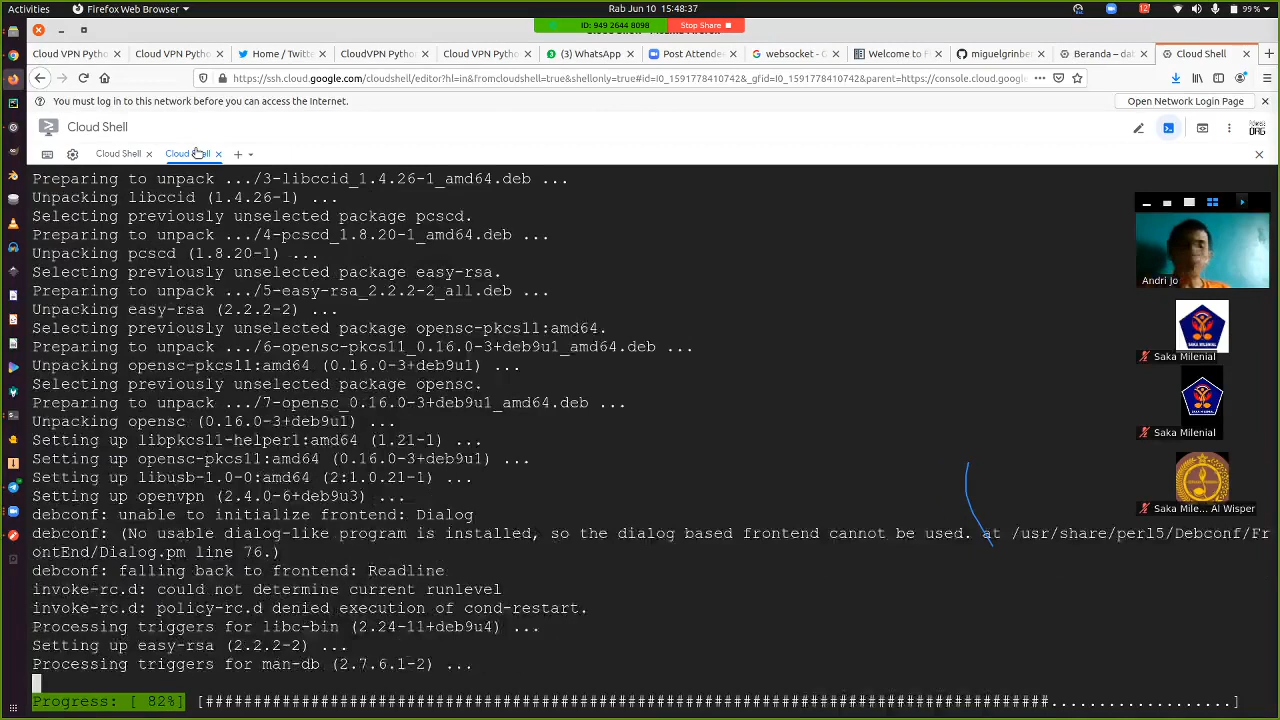 Activities
Firefox Web Browser
Rab Jun 10 15:48:37
12
99 %
ID: 949 2644 8098
Stop Share
Cloud VPN Pytho
Cloud VPN Pytho
Home / Twitte
CloudVPN Pytho
Cloud VPN Pytho
(3) WhatsApp
Post Attendee
websocket - G
Welcome to Fl
miguelgrinber
Beranda – dat
Cloud Shell
https://ssh.cloud.google.com/cloudshell/editor?hl=in&fromcloudshell=true&shellonly=true#id=I0_1591778410742&_gfid=I0_1591778410742&parent=https://console.cloud.goog
You must log in to this network before you can access the Internet.
Open Network Login Page
Cloud Shell
Cloud Shell
Cloud Shell
Preparing to unpack .../3-libccid_1.4.26-1_amd64.deb ...
Unpacking libccid (1.4.26-1) ...
Selecting previously unselected package pcscd.
Preparing to unpack .../4-pcscd_1.8.20-1_amd64.deb ...
Unpacking pcscd (1.8.20-1) ...
Selecting previously unselected package easy-rsa.
Preparing to unpack .../5-easy-rsa_2.2.2-2_all.deb ...
Unpacking easy-rsa (2.2.2-2) ...
Selecting previously unselected package opensc-pkcs11:amd64.
Preparing to unpack .../6-opensc-pkcs11_0.16.0-3+deb9u1_amd64.deb ...
Unpacking opensc-pkcs11:amd64 (0.16.0-3+deb9u1) ...
Selecting previously unselected package opensc.
Preparing to unpack .../7-opensc_0.16.0-3+deb9u1_amd64.deb ...
Unpacking opensc (0.16.0-3+deb9u1) ...
Setting up libpkcs11-helper1:amd64 (1.21-1) ...
Setting up opensc-pkcs11:amd64 (0.16.0-3+deb9u1) ...
Setting up libusb-1.0-0:amd64 (2:1.0.21-1) ...
Setting up openvpn (2.4.0-6+deb9u3) ...
debconf: unable to initialize frontend: Dialog
debconf: (No usable dialog-like program is installed, so the dialog based frontend cannot be used. at /usr/share/perl5/Debconf/Fr
ontEnd/Dialog.pm line 76.)
debconf: falling back to frontend: Readline
invoke-rc.d: could not determine current runlevel
invoke-rc.d: policy-rc.d denied execution of cond-restart.
Processing triggers for libc-bin (2.24-11+deb9u4) ...
Setting up easy-rsa (2.2.2-2) ...
Processing triggers for man-db (2.7.6.1-2) ...
Progress: [ 82%] [##################################################################################..................]
Andri Jo
Saka Milenial
Saka Milenial
Saka Mile... Al Wisper